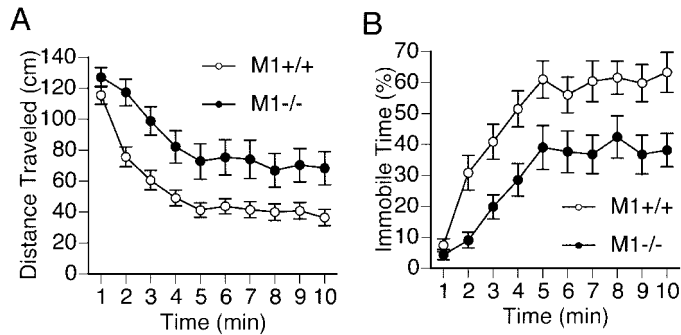 A
Distance Traveled (cm)
140
120
100
80
60
40
20
0
M1+/+
M1-/-
1 2 3 4 5 6 7 8 9 10
Time (min)
B
Immobile Time (%)
70
60
50
40
30
20
10
0
M1+/+
M1-/-
1 2 3 4 5 6 7 8 9 10
Time (min)